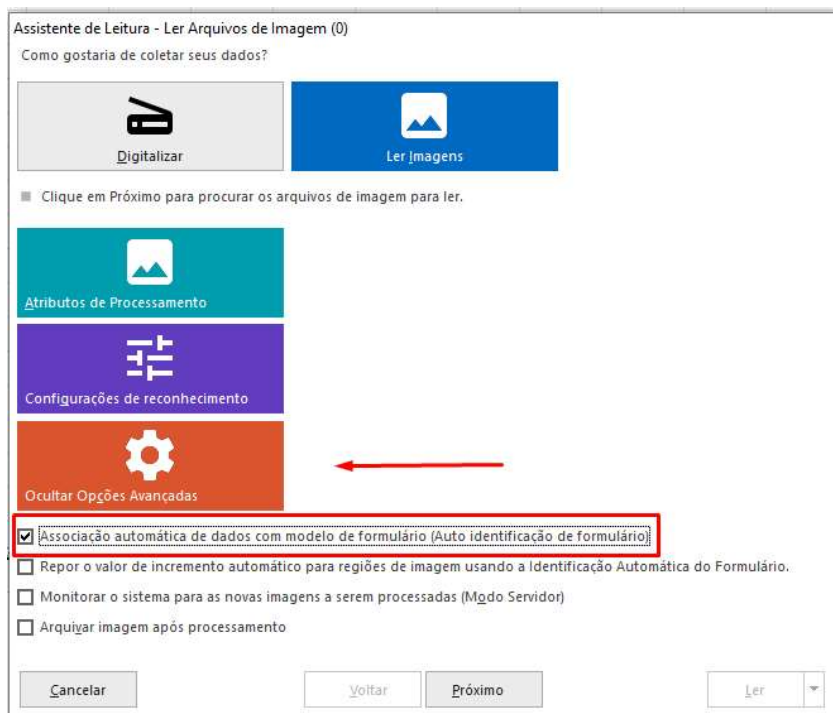 Assistente de Leitura - Ler Arquivos de Imagem (0)
Como gostaria de coletar seus dados?
Digitalizar
Ler Imagens
Clique em Próximo para procurar os arquivos de imagem para ler.
Atributos de Processamento
Configurações de reconhecimento
Ocultar Opções Avançadas
Associação automática de dados com modelo de formulário (Auto identificação de formulário)
Repor o valor de incremento automático para regiões de imagem usando a Identificação Automática do Formulário.
Monitorar o sistema para as novas imagens a serem processadas (Modo Servidor)
Arquivar imagem após processamento
Cancelar
Voltar
Próximo
Ler